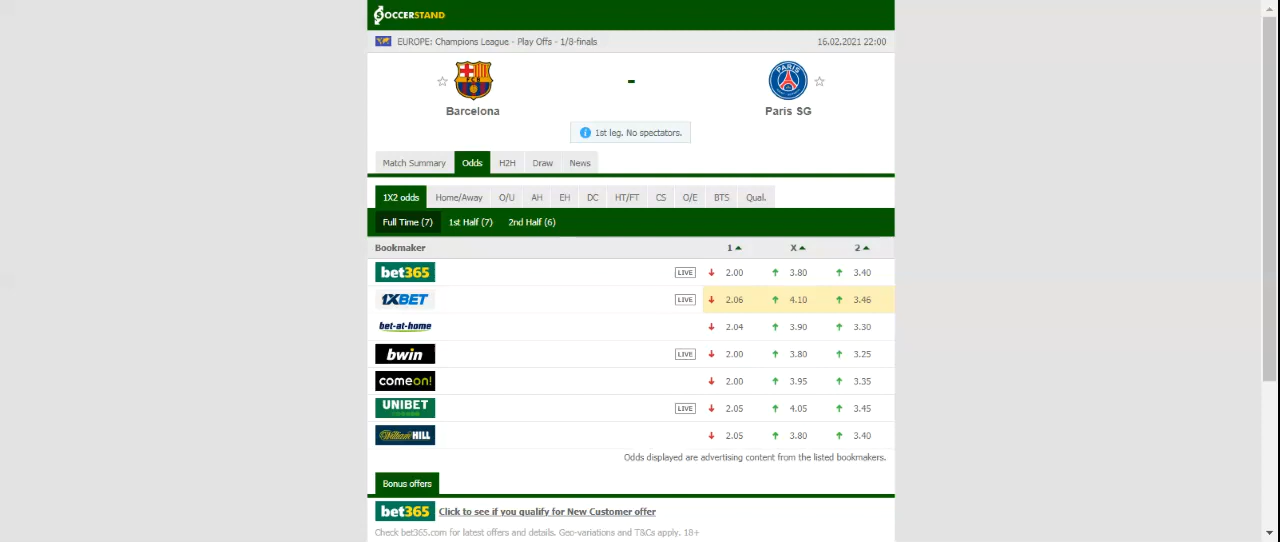 SOCCERSTAND
EUROPE: Champions League - Play Offs - 1/8-finals 16.02.2021 22:00
FCB PARIS
-
Barcelona Paris SG
1st leg. No spectators.
Match Summary Odds H2H Draw News
1X2 odds Home/Away O/U AH EH DC HT/FT CS O/E BTS Qual.
Full Time (7) 1st Half (7) 2nd Half (6)
Bookmaker 1 X 2
bet365 LIVE 2.00 3.80 3.40
1XBET LIVE 2.06 4.10 3.46
bet-at-home 2.04 3.90 3.30
bwin LIVE 2.00 3.80 3.25
comeon! 2.00 3.95 3.35
UNIBET LIVE 2.05 4.05 3.45
William HILL 2.05 3.80 3.40
Odds displayed are advertising content from the listed bookmakers.
Bonus offers
bet365 Click to see if you qualify for New Customer offer
Check bet365.com for latest offers and details. Geo-variations and T&Cs apply. 18+